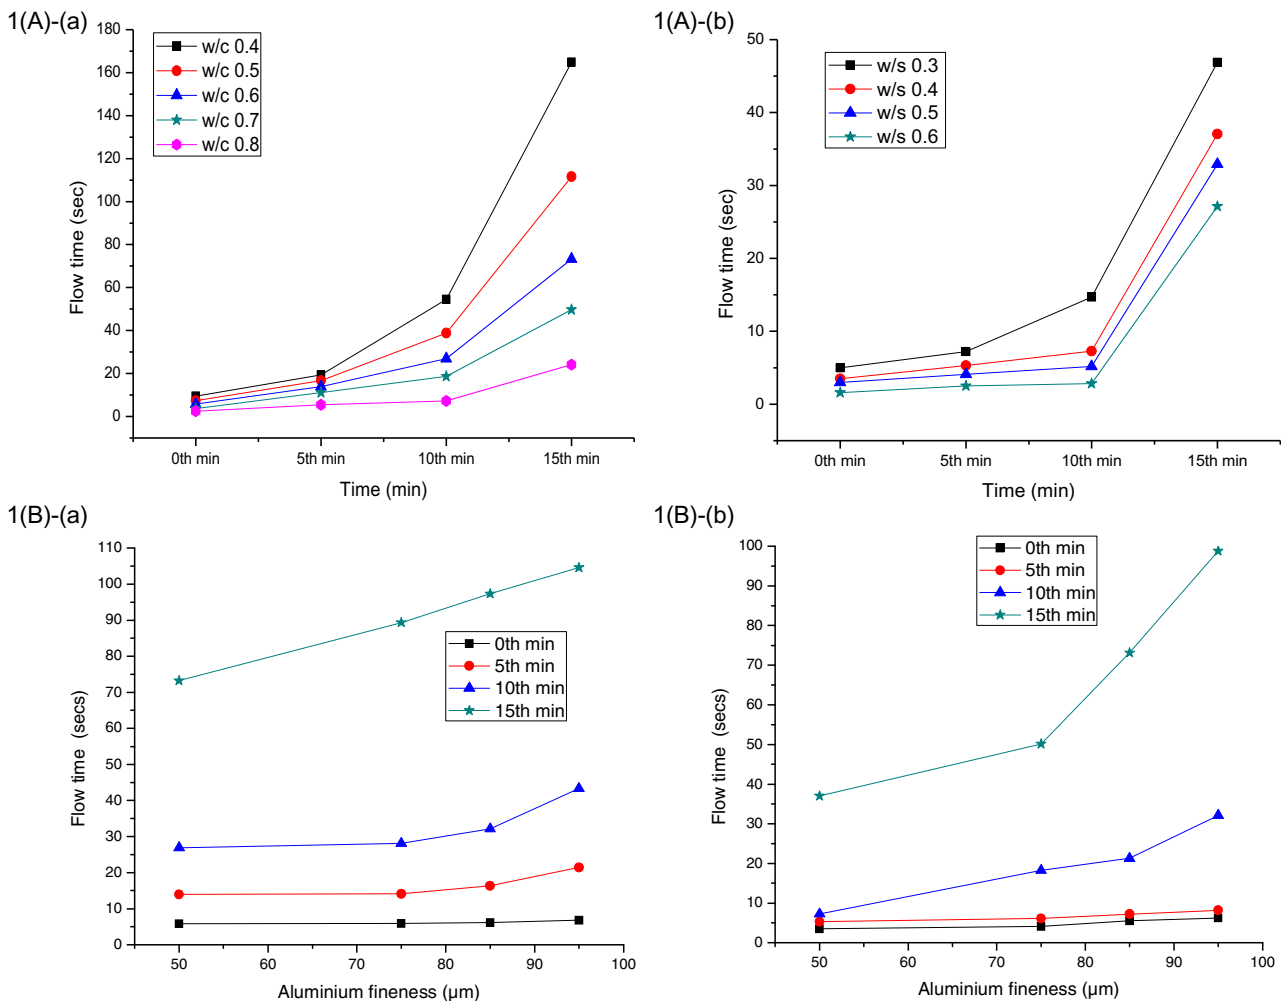 1(A)-(a)
180
160
140
120
100
80
60
40
20
0
Flow time (sec)
w/c 0.4
w/c 0.5
w/c 0.6
w/c 0.7
w/c 0.8
0th min 5th min 10th min 15th min
Time (min)
1(A)-(b)
50
40
30
20
10
0
Flow time (sec)
w/s 0.3
w/s 0.4
w/s 0.5
w/s 0.6
0th min 5th min 10th min 15th min
Time (min)
1(B)-(a)
110
100
90
80
70
60
50
40
30
20
10
0
Flow time (secs)
0th min
5th min
10th min
15th min
50 60 70 80 90 100
Aluminium fineness (μm)
1(B)-(b)
100
90
80
70
60
50
40
30
20
10
0
Flow time (secs)
0th min
5th min
10th min
15th min
50 60 70 80 90 100
Aluminium fineness (μm)